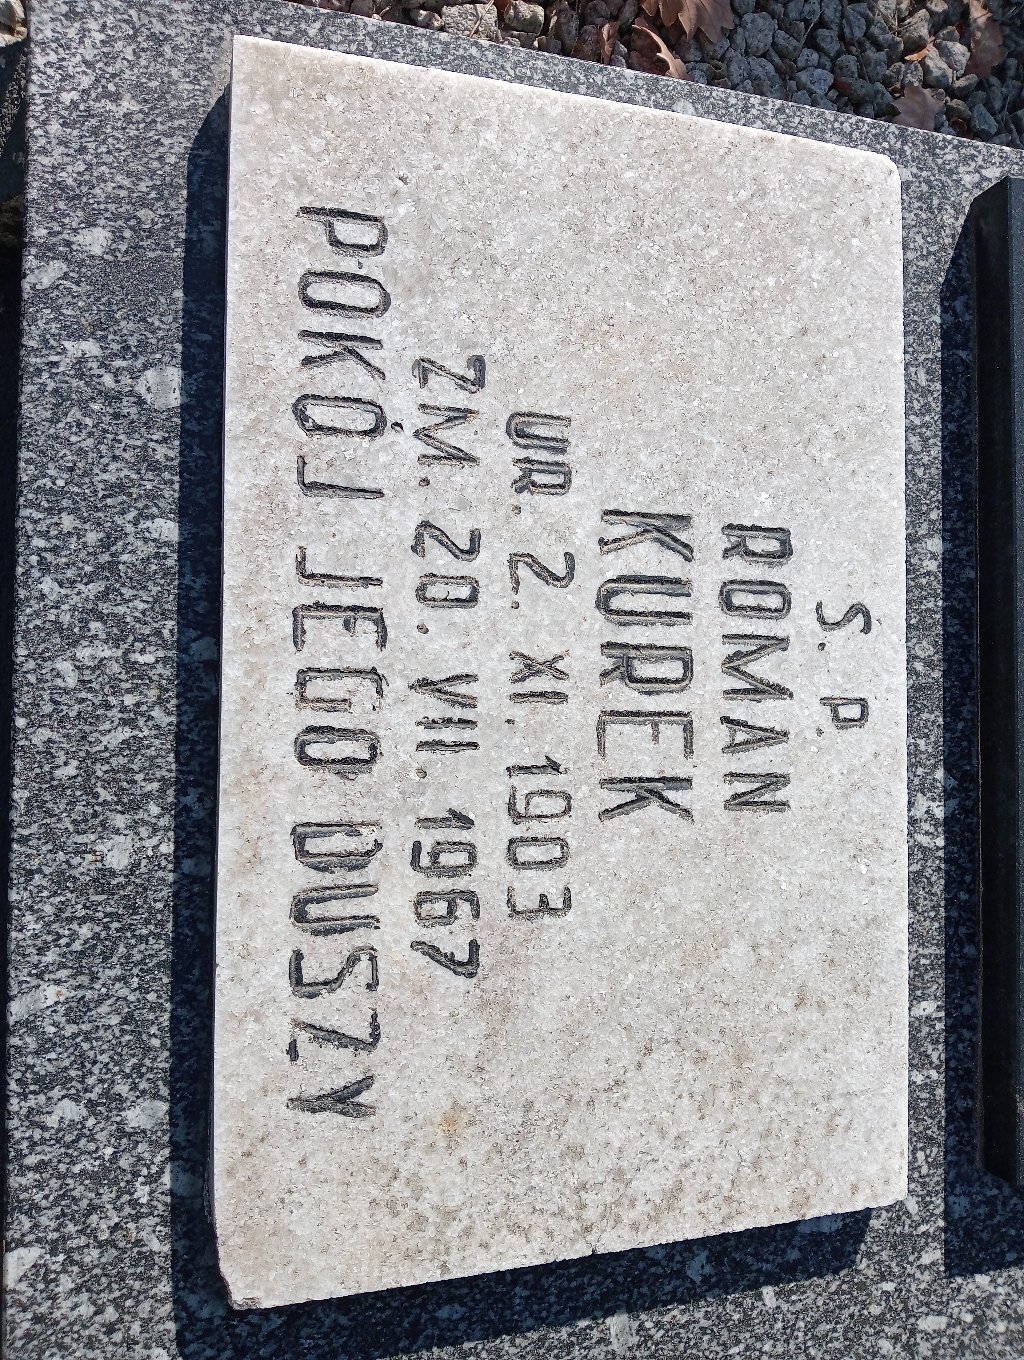 Ś. P.
ROMAN
KUREK
UR. 2. XI. 1903
ZM. 20. VII. 1967
POKÓJ JEGO DUSZY